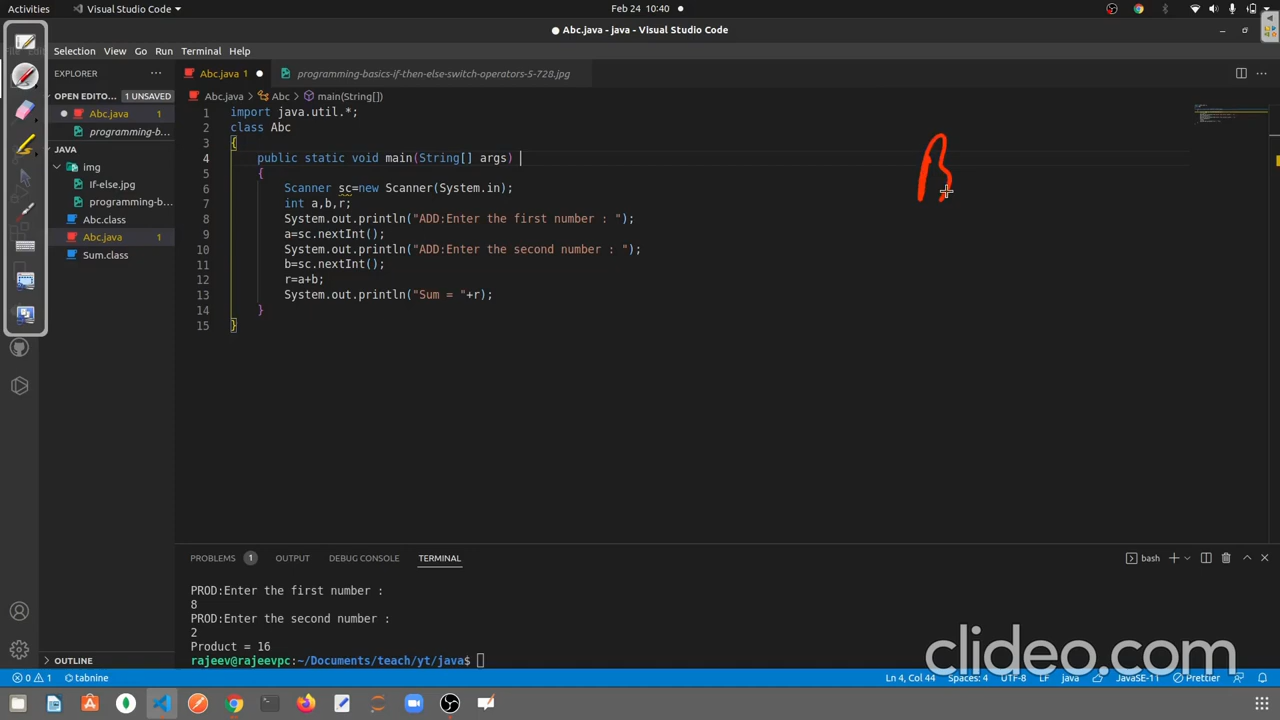 Activities
Visual Studio Code
Feb 24 10:40
Abc.java - java - Visual Studio Code
Selection View Go Run Terminal Help
EXPLORER
Abc.java 1
programming-basics-if-then-else-switch-operators-5-728.jpg
OPEN EDITO... 1 UNSAVED
Abc.java > Abc > main(String[])
Abc.java 1
programming-b...
JAVA
img
If-else.jpg
programming-b...
Abc.class
Abc.java 1
Sum.class
1 import java.util.*;
2 class Abc
3 {
4 public static void main(String[] args)
5 {
6 Scanner sc=new Scanner(System.in);
7 int a,b,r;
8 System.out.println("ADD:Enter the first number : ");
9 a=sc.nextInt();
10 System.out.println("ADD:Enter the second number : ");
11 b=sc.nextInt();
12 r=a+b;
13 System.out.println("Sum = "+r);
14 }
15 }
PROBLEMS 1 OUTPUT DEBUG CONSOLE TERMINAL
bash
PROD:Enter the first number :
8
PROD:Enter the second number :
2
Product = 16
rajeev@rajeevpc:~/Documents/teach/yt/java$
OUTLINE
clideo.com
0 1 tabnine
Ln 4, Col 44 Spaces: 4 UTF-8 LF java JavaSE-11 Prettier